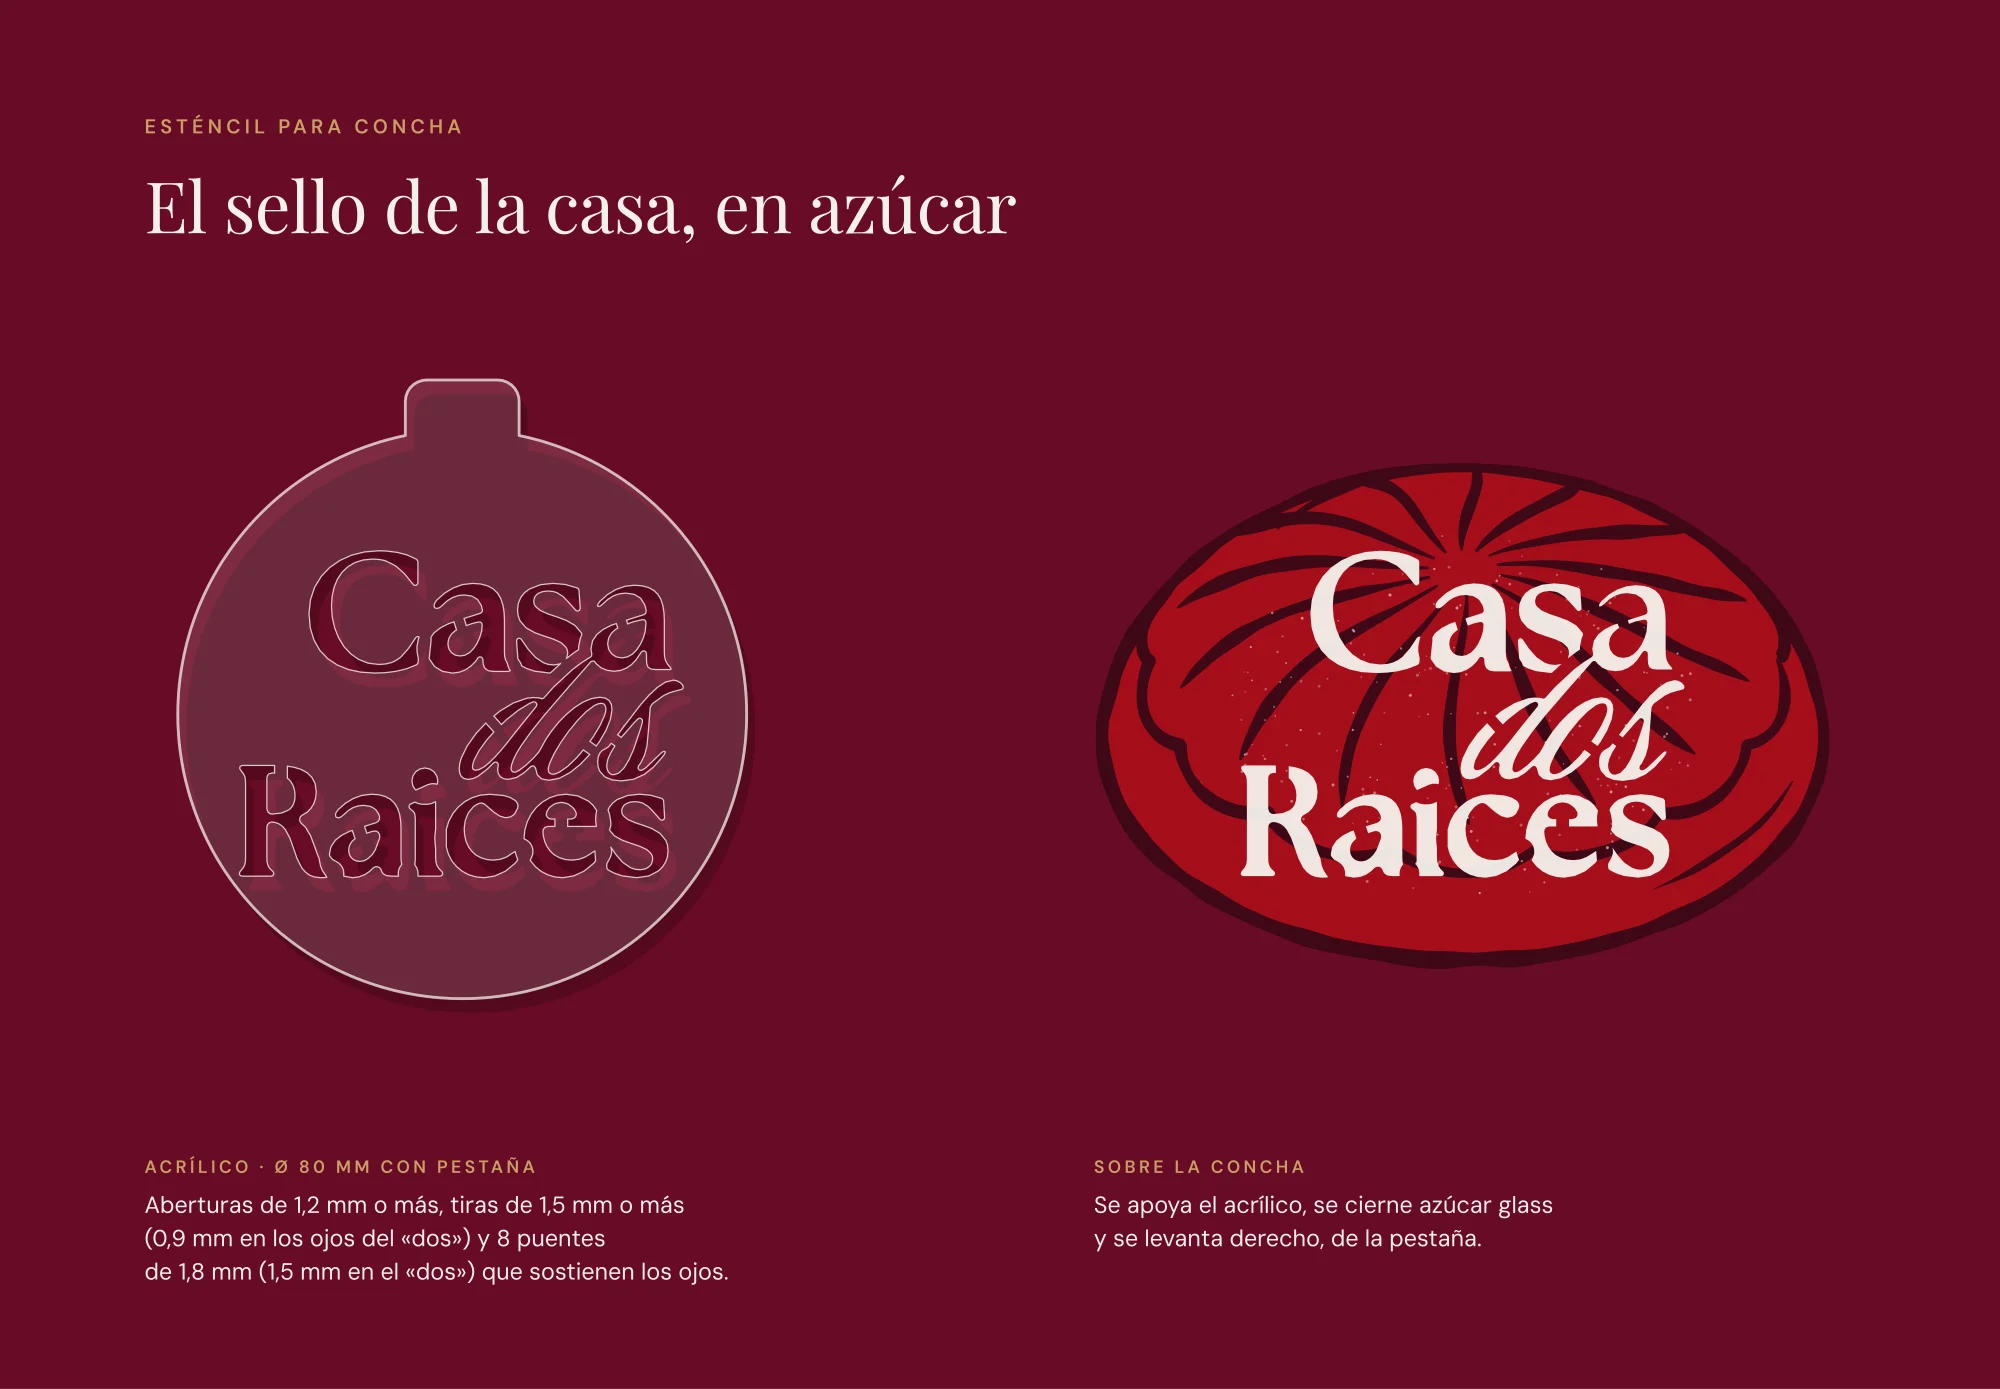 ESTÉNCIL PARA CONCHA
El sello de la casa, en azúcar
Casa
dos
Raices
Casa
dos
Raices
ACRÍLICO · Ø 80 MM CON PESTAÑA
Aberturas de 1,2 mm o más, tiras de 1,5 mm o más
(0,9 mm en los ojos del «dos») y 8 puentes
de 1,8 mm (1,5 mm en el «dos») que sostienen los ojos.
SOBRE LA CONCHA
Se apoya el acrílico, se cierne azúcar glass
y se levanta derecho, de la pestaña.